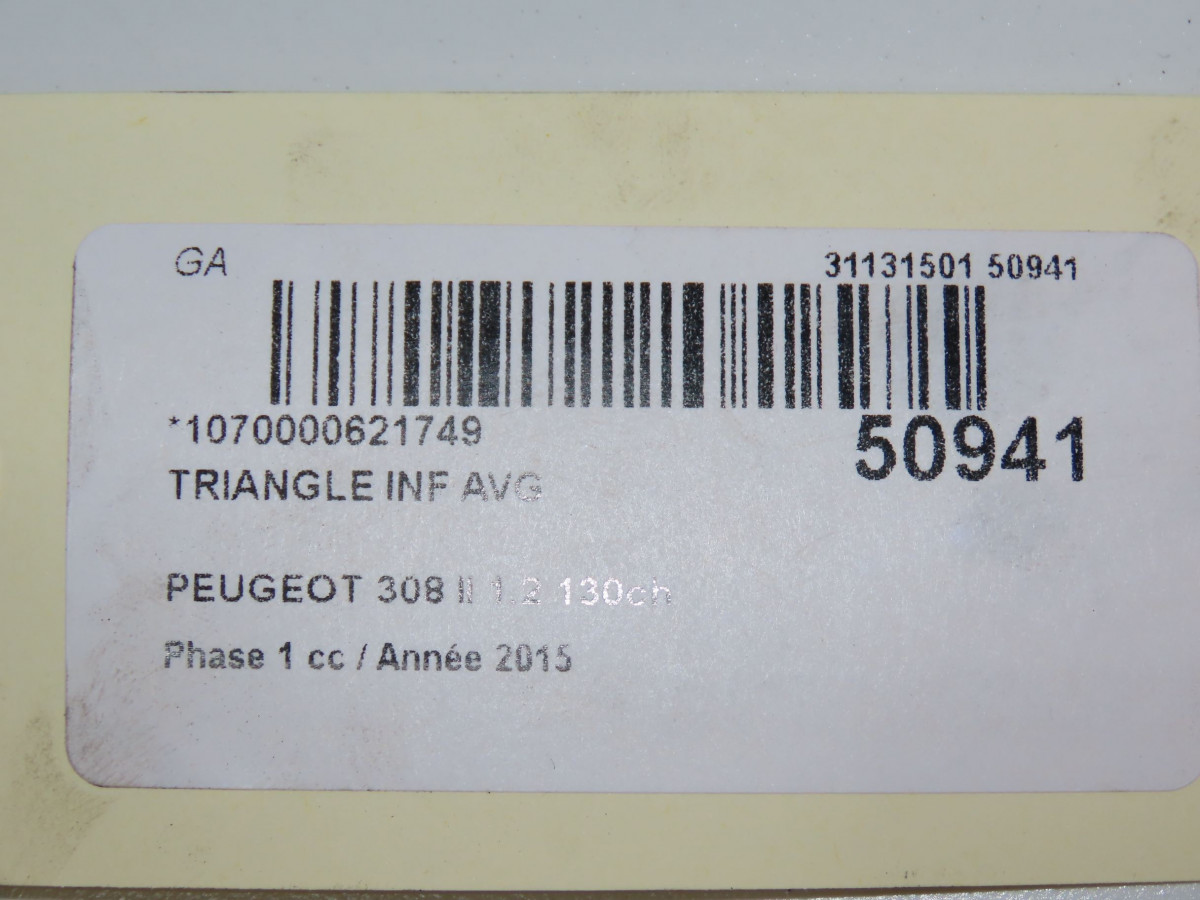 GA 31131501 50941
*1070000621749 50941
TRIANGLE INF AVG
PEUGEOT 308 II 1.2 130ch
Phase 1 cc / Année 2015